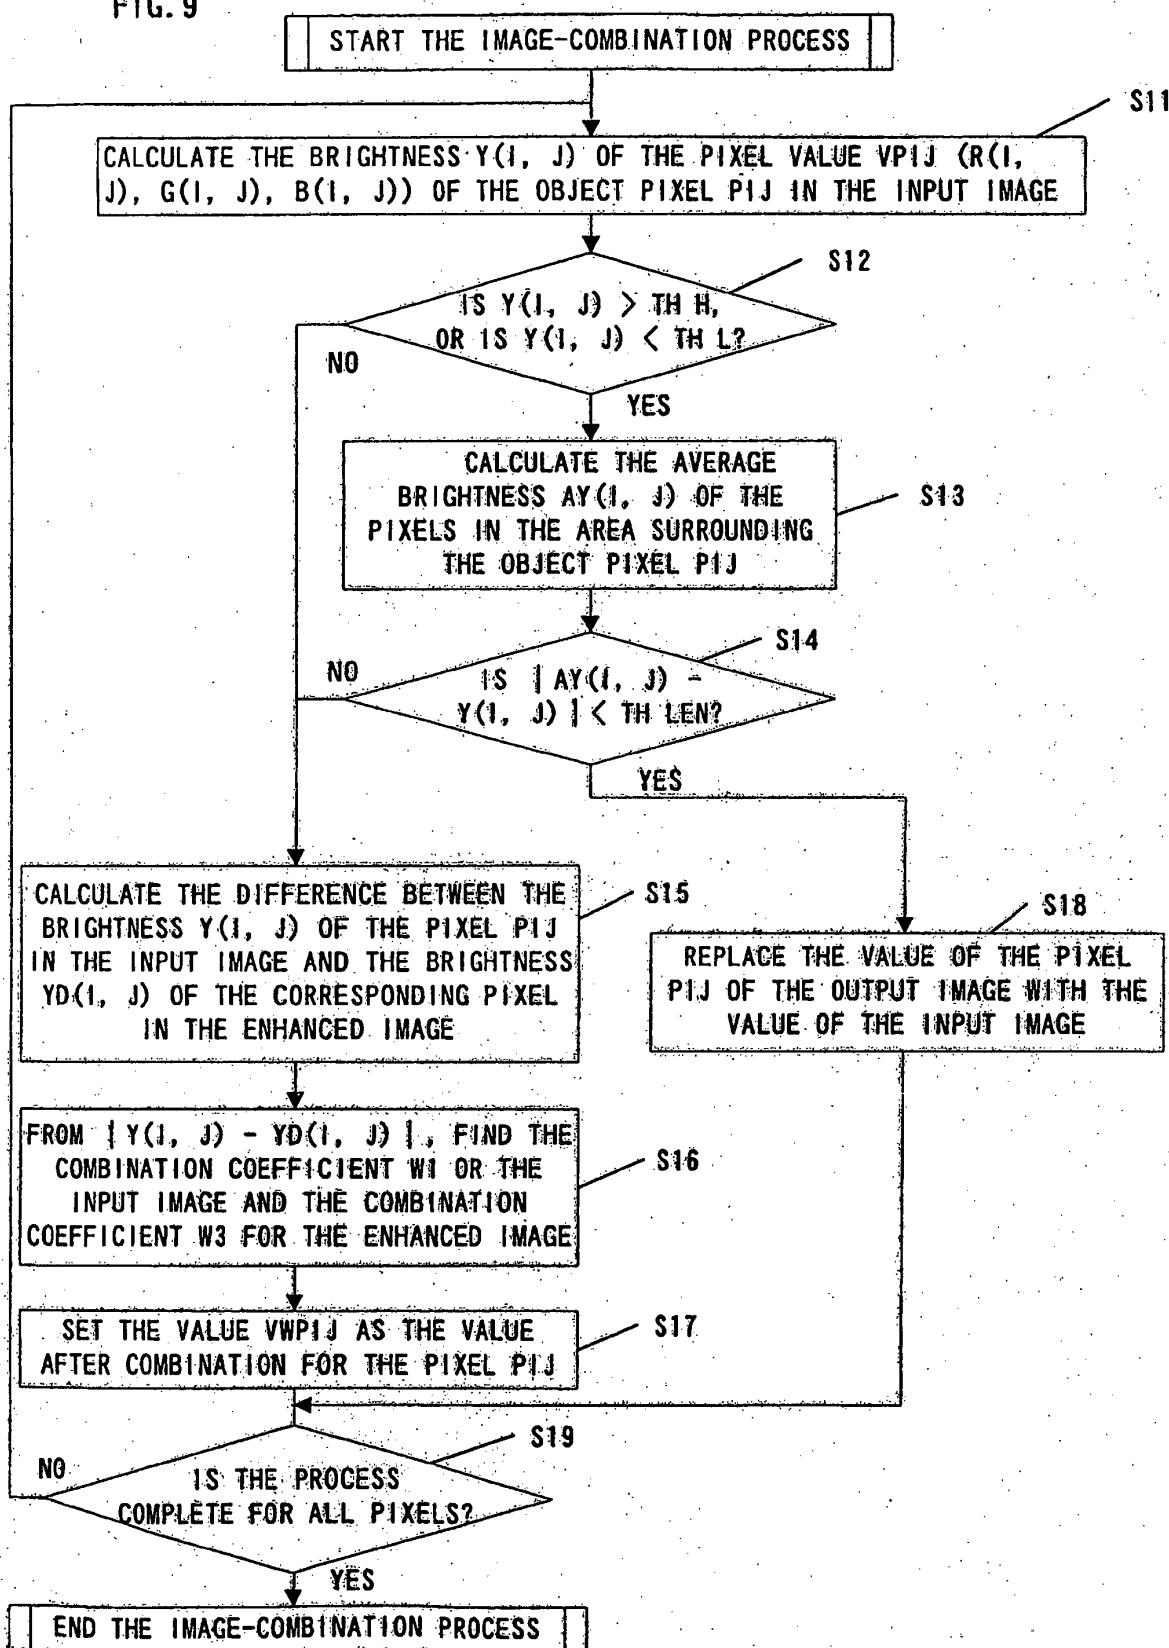 FIG. 9
START THE IMAGE-COMBINATION PROCESS
S11
CALCULATE THE BRIGHTNESS Y(I, J) OF THE PIXEL VALUE VPIJ (R(I,
J), G(I, J), B(I, J)) OF THE OBJECT PIXEL PIJ IN THE INPUT IMAGE
S12
IS Y(I, J) > TH H,
OR IS Y(I, J) < TH L?
NO
YES
CALCULATE THE AVERAGE
BRIGHTNESS AY(I, J) OF THE
PIXELS IN THE AREA SURROUNDING
THE OBJECT PIXEL PIJ
S13
S14
NO
IS | AY(I, J) -
Y(I, J) | < TH LEN?
YES
CALCULATE THE DIFFERENCE BETWEEN THE
BRIGHTNESS Y(I, J) OF THE PIXEL PIJ
IN THE INPUT IMAGE AND THE BRIGHTNESS
YD(I, J) OF THE CORRESPONDING PIXEL
IN THE ENHANCED IMAGE
S15
S18
REPLACE THE VALUE OF THE PIXEL
PIJ OF THE OUTPUT IMAGE WITH THE
VALUE OF THE INPUT IMAGE
FROM | Y(I, J) - YD(I, J) |, FIND THE
COMBINATION COEFFICIENT W1 OR THE
INPUT IMAGE AND THE COMBINATION
COEFFICIENT W3 FOR THE ENHANCED IMAGE
S16
SET THE VALUE VWPIJ AS THE VALUE
AFTER COMBINATION FOR THE PIXEL PIJ
S17
S19
NO
IS THE PROCESS
COMPLETE FOR ALL PIXELS?
YES
END THE IMAGE-COMBINATION PROCESS